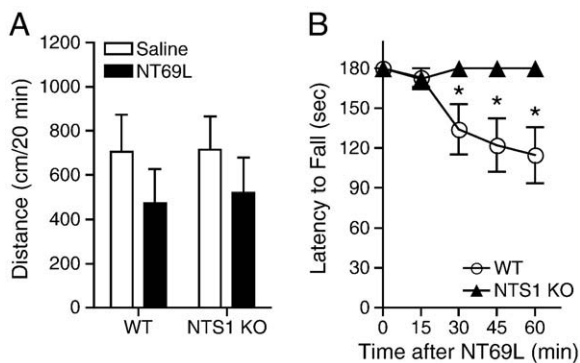 A
Distance (cm/20 min)
1200
1000
800
600
400
200
0
Saline
NT69L
WT
NTS1 KO
B
Latency to Fall (sec)
180
150
120
90
60
30
0
*
*
*
WT
NTS1 KO
0
15
30
45
60
Time after NT69L (min)